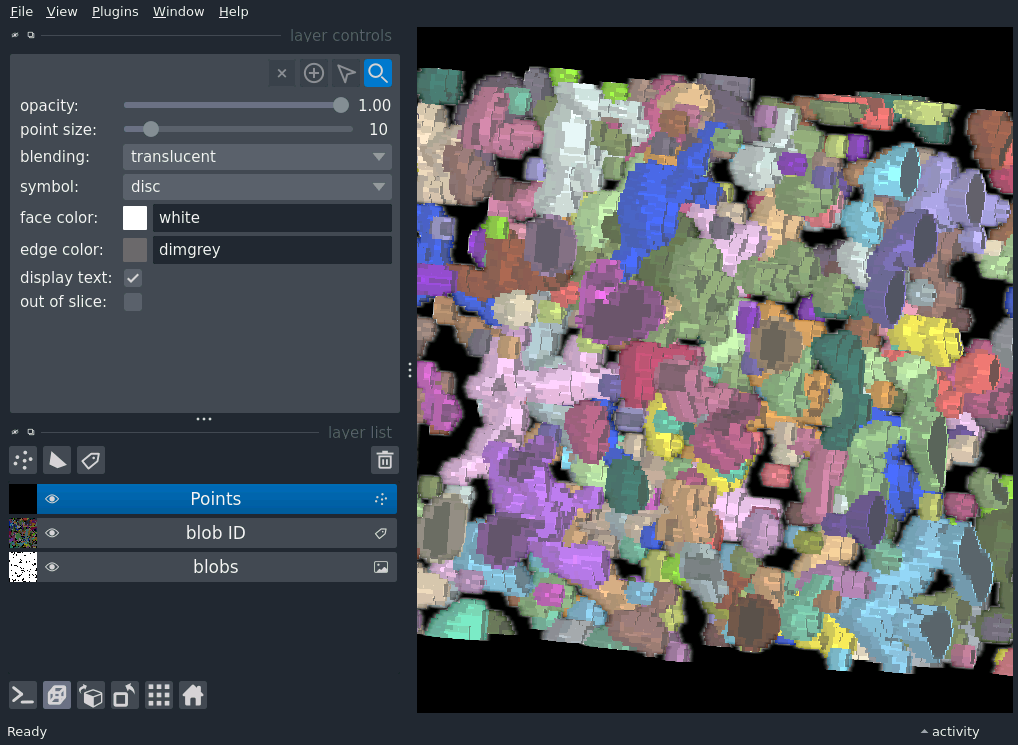 File View Plugins Window Help
layer controls
opacity: 1.00
point size: 10
blending: translucent
symbol: disc
face color: white
edge color: dimgrey
display text:
out of slice:
layer list
Points
blob ID
blobs
Ready activity